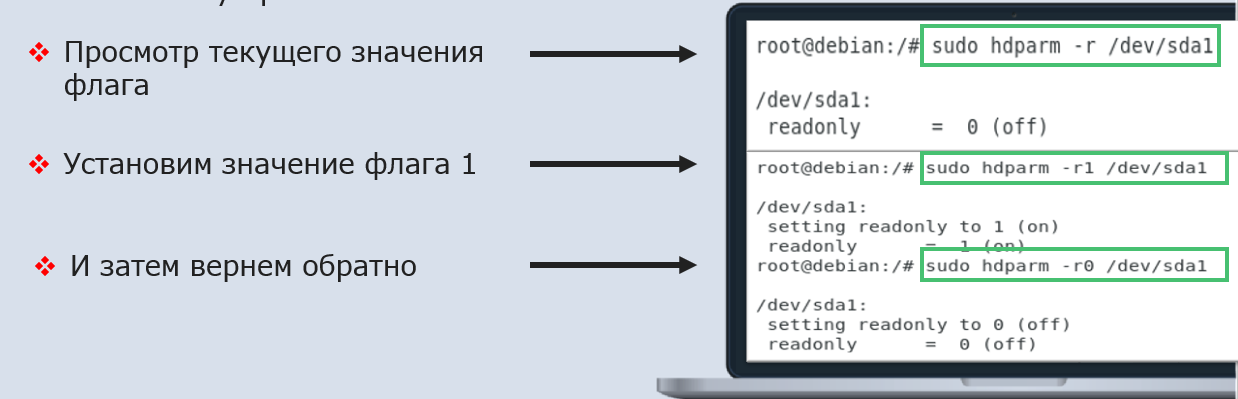 Просмотр текущего значения
флага
Установим значение флага 1
И затем вернем обратно
root@debian:/# sudo hdparm -r /dev/sda1
/dev/sda1:
readonly = 0 (off)
root@debian:/# sudo hdparm -r1 /dev/sda1
/dev/sda1:
setting readonly to 1 (on)
readonly = 1 (on)
root@debian:/# sudo hdparm -r0 /dev/sda1
/dev/sda1:
setting readonly to 0 (off)
readonly = 0 (off)